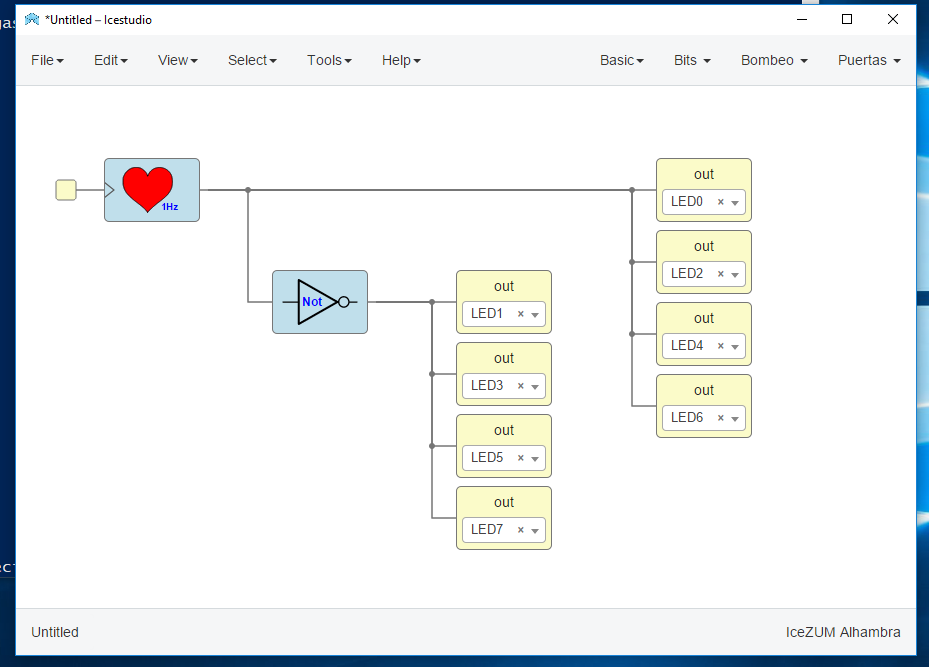 *Untitled – Icestudio
File Edit View Select Tools Help Basic Bits Bombeo Puertas
1Hz
out
LED0 ×
out
LED2 ×
Not
out
LED1 ×
out
LED4 ×
out
LED3 ×
out
LED6 ×
out
LED5 ×
out
LED7 ×
Untitled IceZUM Alhambra